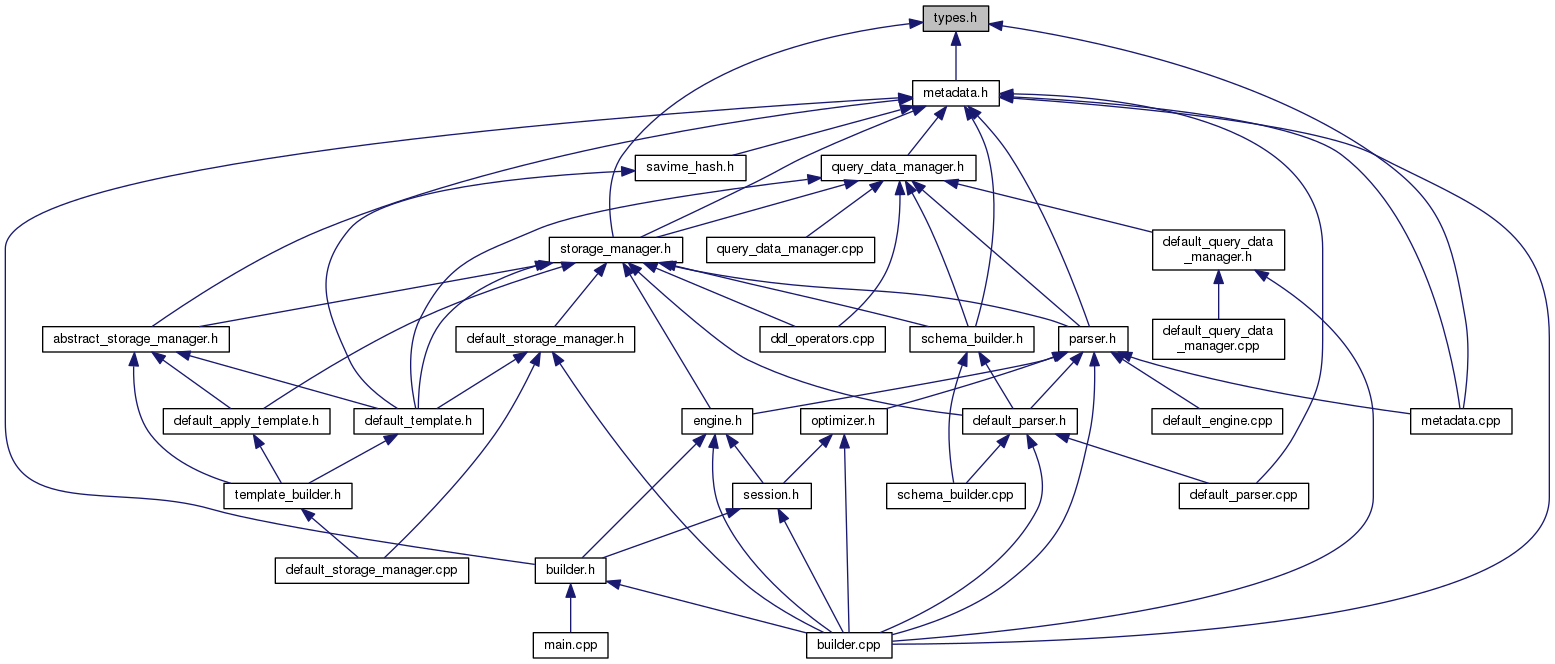 types.h
metadata.h
savime_hash.h
query_data_manager.h
storage_manager.h
query_data_manager.cpp
default_query_data
_manager.h
abstract_storage_manager.h
default_storage_manager.h
ddl_operators.cpp
schema_builder.h
parser.h
default_query_data
_manager.cpp
default_apply_template.h
default_template.h
engine.h
optimizer.h
default_parser.h
default_engine.cpp
metadata.cpp
template_builder.h
session.h
schema_builder.cpp
default_parser.cpp
default_storage_manager.cpp
builder.h
main.cpp
builder.cpp